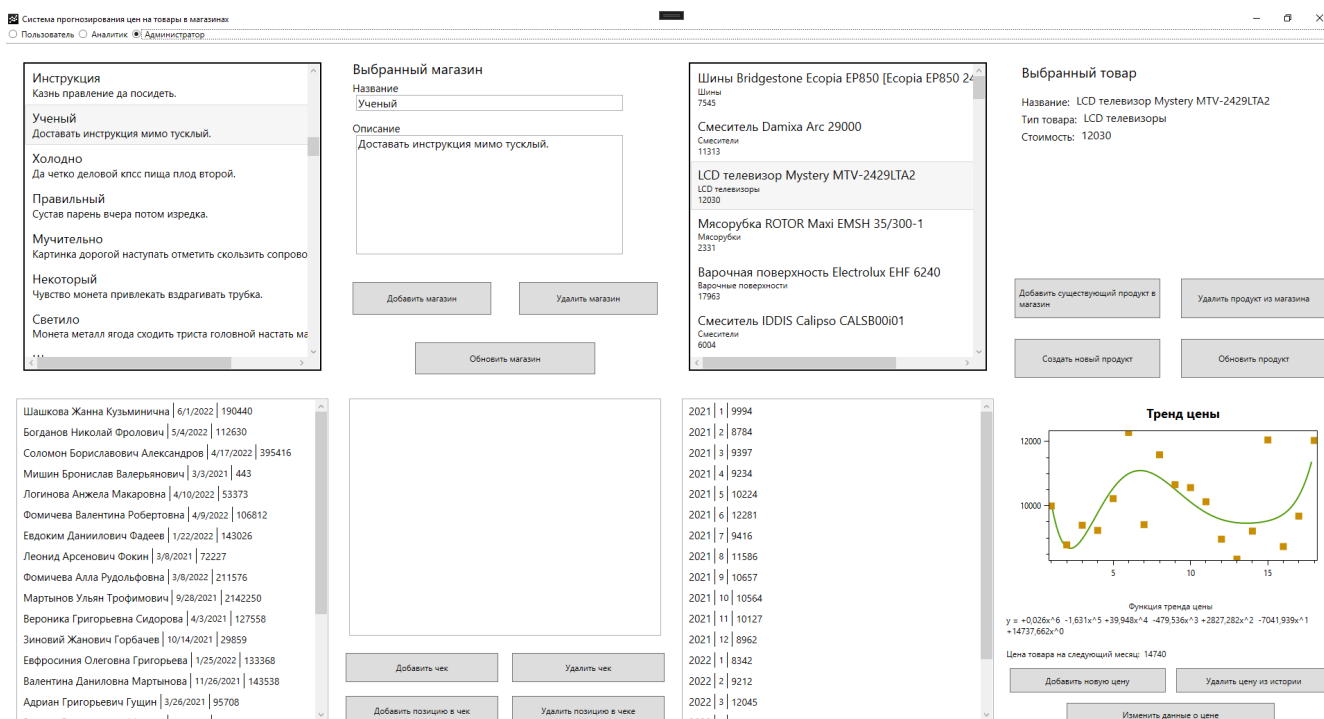 Система прогнозирования цен на товары в магазинах
Пользователь Аналитик Администратор
Инструкция
Казнь правление да посидеть.
Ученый
Доставать инструкция мимо тусклый.
Холодно
Да четко деловой кпсс пища плод второй.
Правильный
Сустав парень вчера потом изредка.
Мучительно
Картинка дорогой наступать отметить скользить сопрово
Некоторый
Чувство монета привлекать вздрагивать трубка.
Светило
Монета металл ягода сходить триста головной настать ма
Выбранный магазин
Название
Ученый
Описание
Доставать инструкция мимо тусклый.
Добавить магазин
Удалить магазин
Обновить магазин
Шины Bridgestone Ecopia EP850 [Ecopia EP850 24
Шины
7545
Смеситель Damixa Arc 29000
Смесители
11313
LCD телевизор Mystery MTV-2429LTA2
LCD телевизоры
12030
Мясорубка ROTOR Maxi EMSH 35/300-1
Мясорубки
2331
Варочная поверхность Electrolux EHF 6240
Варочные поверхности
17963
Смеситель IDDIS Calipso CALSB00i01
Смесители
6004
Выбранный товар
Название: LCD телевизор Mystery MTV-2429LTA2
Тип товара: LCD телевизоры
Стоимость: 12030
Добавить существующий продукт в
магазин
Удалить продукт из магазина
Создать новый продукт
Обновить продукт
Шашкова Жанна Кузьминична 6/1/2022 190440
Богданов Николай Фролович 5/4/2022 112630
Соломон Бориславович Александров 4/17/2022 395416
Мишин Бронислав Валерьянович 3/3/2021 443
Логинова Анжела Макаровна 4/10/2022 53373
Фомичева Валентина Робертовна 4/9/2022 106812
Евдоким Даниилович Фадеев 1/22/2022 143026
Леонид Арсенович Фокин 3/8/2021 72227
Фомичева Алла Рудольфовна 3/8/2022 211576
Мартынов Ульян Трофимович 9/28/2021 2142250
Вероника Григорьевна Сидорова 4/3/2021 127558
Зиновий Жанович Горбачев 10/14/2021 29859
Евфросиния Олеговна Григорьева 1/25/2022 133368
Валентина Даниловна Мартынова 11/26/2021 143538
Адриан Григорьевич Гущин 3/26/2021 95708
Добавить чек
Удалить чек
Добавить позицию в чек
Удалить позицию в чеке
2021 1 9994
2021 2 8784
2021 3 9397
2021 4 9234
2021 5 10224
2021 6 12281
2021 7 9416
2021 8 11586
2021 9 10657
2021 10 10564
2021 11 10127
2021 12 8962
2022 1 8342
2022 2 9212
2022 3 12045
Тренд цены
12000
10000
5 10 15
Функция тренда цены
y = +0,026x^6 -1,631x^5 +39,948x^4 -479,536x^3 +2827,282x^2 -7041,939x^1
+14737,662x^0
Цена товара на следующий месяц: 14740
Добавить новую цену
Удалить цену из истории
Изменить данные о цене